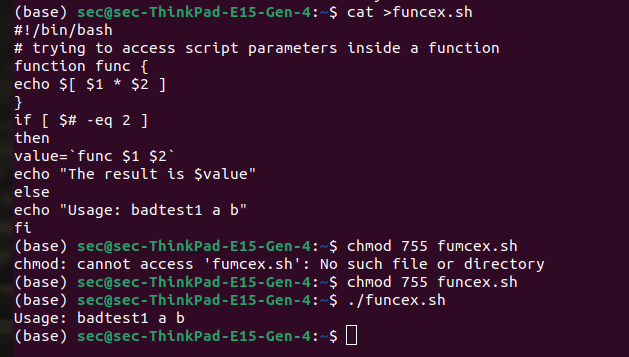 (base) sec@sec-ThinkPad-E15-Gen-4:~$ cat >funcex.sh
#!/bin/bash
# trying to access script parameters inside a function
function func {
echo $[ $1 * $2 ]
}
if [ $# -eq 2 ]
then
value=`func $1 $2`
echo "The result is $value"
else
echo "Usage: badtest1 a b"
fi
(base) sec@sec-ThinkPad-E15-Gen-4:~$ chmod 755 fumcex.sh
chmod: cannot access 'fumcex.sh': No such file or directory
(base) sec@sec-ThinkPad-E15-Gen-4:~$ chmod 755 funcex.sh
(base) sec@sec-ThinkPad-E15-Gen-4:~$ ./funcex.sh
Usage: badtest1 a b
(base) sec@sec-ThinkPad-E15-Gen-4:~$